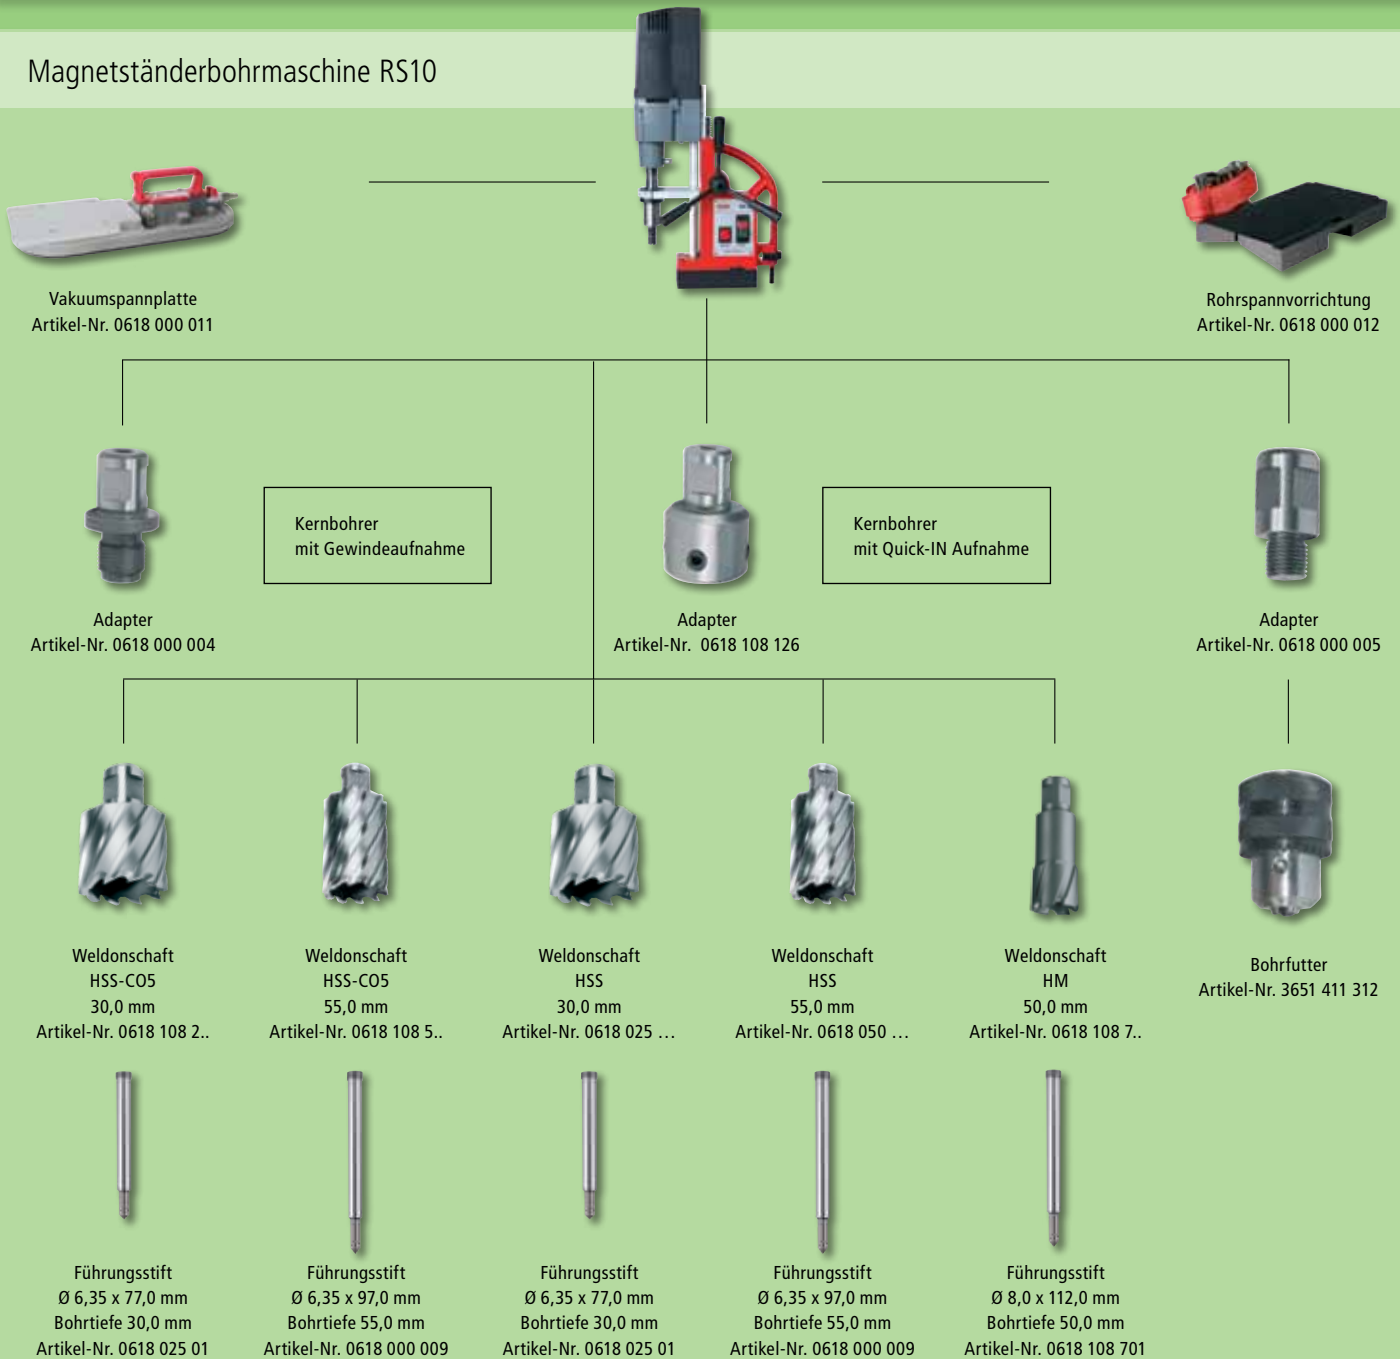 Magnetständerbohrmaschine RS10
Vakuumspannplatte
Artikel-Nr. 0618 000 011
Rohrspannvorrichtung
Artikel-Nr. 0618 000 012
Kernbohrer
mit Gewindeaufnahme
Kernbohrer
mit Quick-IN Aufnahme
Adapter
Artikel-Nr. 0618 000 004
Adapter
Artikel-Nr. 0618 108 126
Adapter
Artikel-Nr. 0618 000 005
Weldonschaft
HSS-CO5
30,0 mm
Artikel-Nr. 0618 108 2..
Weldonschaft
HSS-CO5
55,0 mm
Artikel-Nr. 0618 108 5..
Weldonschaft
HSS
30,0 mm
Artikel-Nr. 0618 025 …
Weldonschaft
HSS
55,0 mm
Artikel-Nr. 0618 050 …
Weldonschaft
HM
50,0 mm
Artikel-Nr. 0618 108 7..
Bohrfutter
Artikel-Nr. 3651 411 312
Führungsstift
Ø 6,35 x 77,0 mm
Bohrtiefe 30,0 mm
Artikel-Nr. 0618 025 01
Führungsstift
Ø 6,35 x 97,0 mm
Bohrtiefe 55,0 mm
Artikel-Nr. 0618 000 009
Führungsstift
Ø 6,35 x 77,0 mm
Bohrtiefe 30,0 mm
Artikel-Nr. 0618 025 01
Führungsstift
Ø 6,35 x 97,0 mm
Bohrtiefe 55,0 mm
Artikel-Nr. 0618 000 009
Führungsstift
Ø 8,0 x 112,0 mm
Bohrtiefe 50,0 mm
Artikel-Nr. 0618 108 701